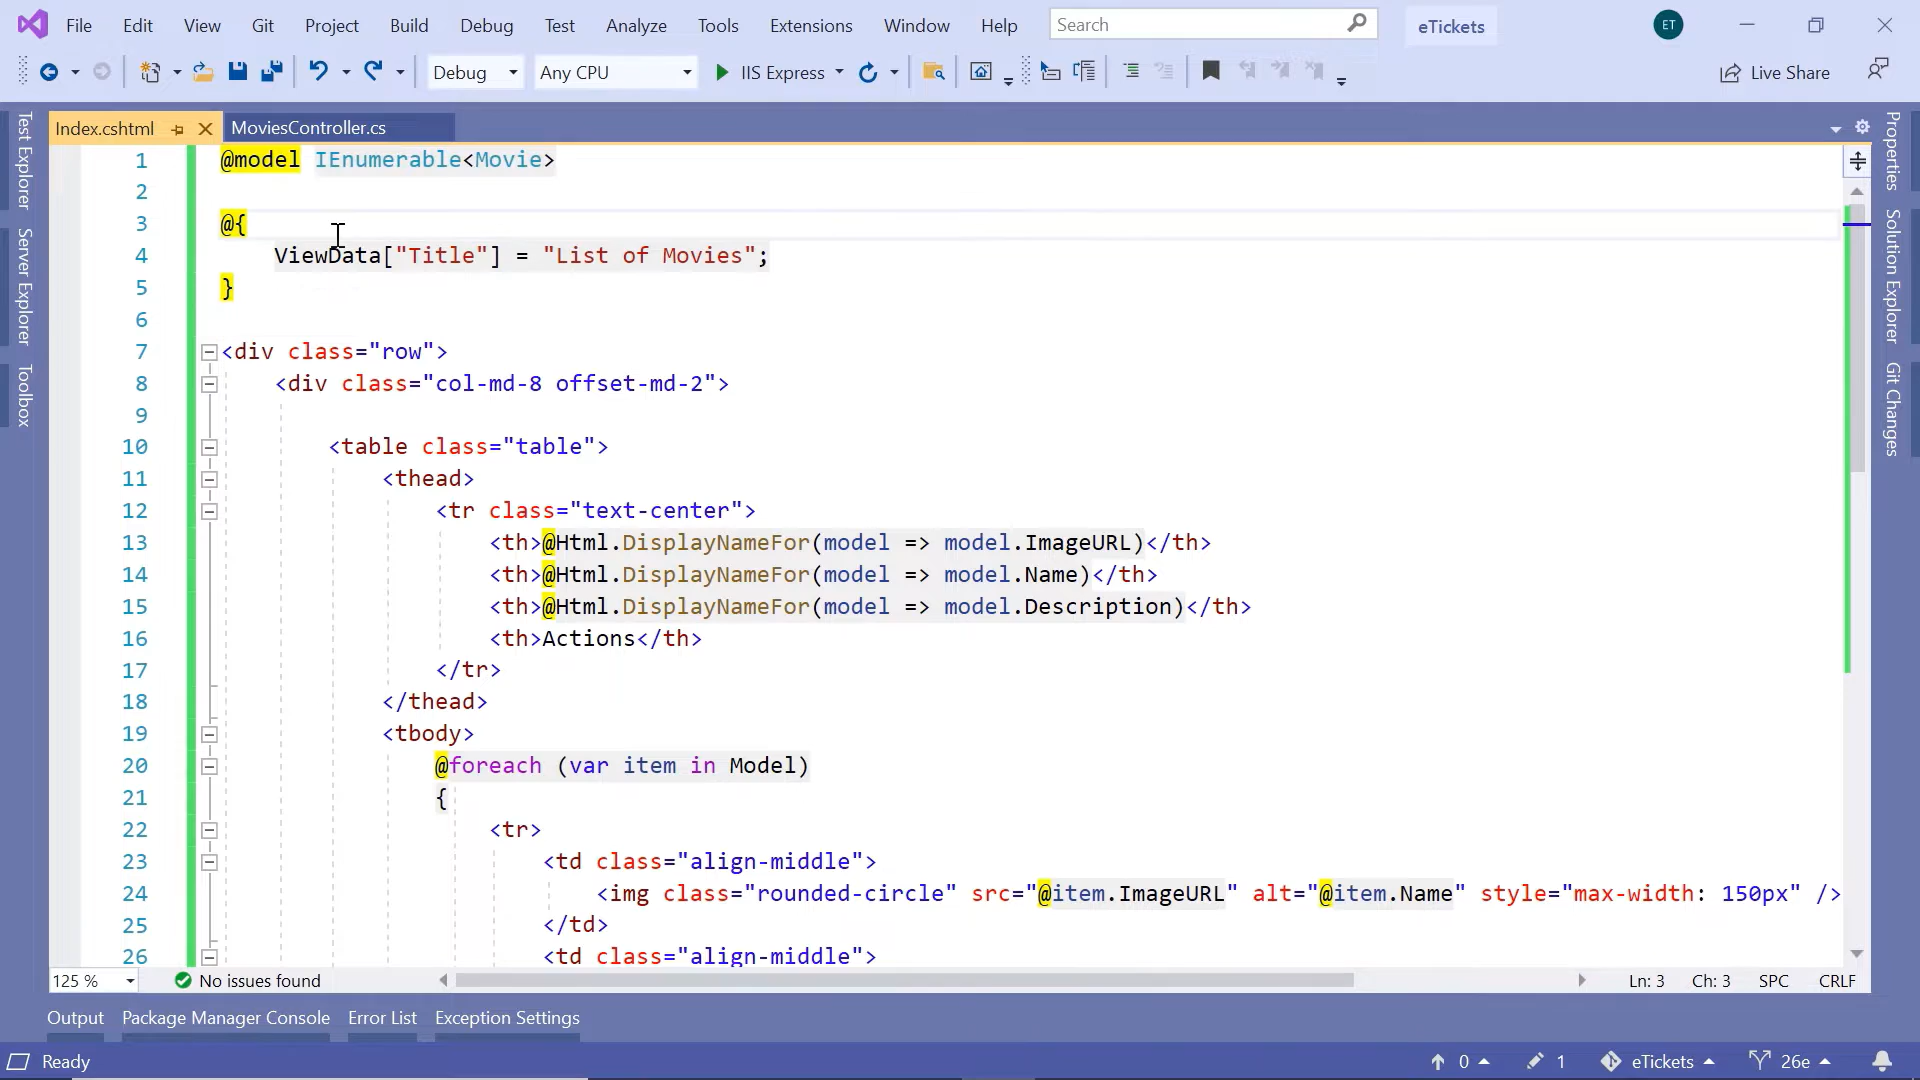 File Edit View Git Project Build Debug Test Analyze Tools Extensions Window Help Search eTickets ET
Debug Any CPU IIS Express Live Share
Test Explorer
Server Explorer
Toolbox
Index.cshtml MoviesController.cs
1 @model IEnumerable<Movie>
2
3 @{
4 ViewData["Title"] = "List of Movies";
5 }
6
7 <div class="row">
8 <div class="col-md-8 offset-md-2">
9
10 <table class="table">
11 <thead>
12 <tr class="text-center">
13 <th>@Html.DisplayNameFor(model => model.ImageURL)</th>
14 <th>@Html.DisplayNameFor(model => model.Name)</th>
15 <th>@Html.DisplayNameFor(model => model.Description)</th>
16 <th>Actions</th>
17 </tr>
18 </thead>
19 <tbody>
20 @foreach (var item in Model)
21 {
22 <tr>
23 <td class="align-middle">
24 <img class="rounded-circle" src="@item.ImageURL" alt="@item.Name" style="max-width: 150px" />
25 </td>
26 <td class="align-middle">
Properties
Solution Explorer
Git Changes
125 % No issues found Ln: 3 Ch: 3 SPC CRLF
Output Package Manager Console Error List Exception Settings
Ready 0 1 eTickets 26e